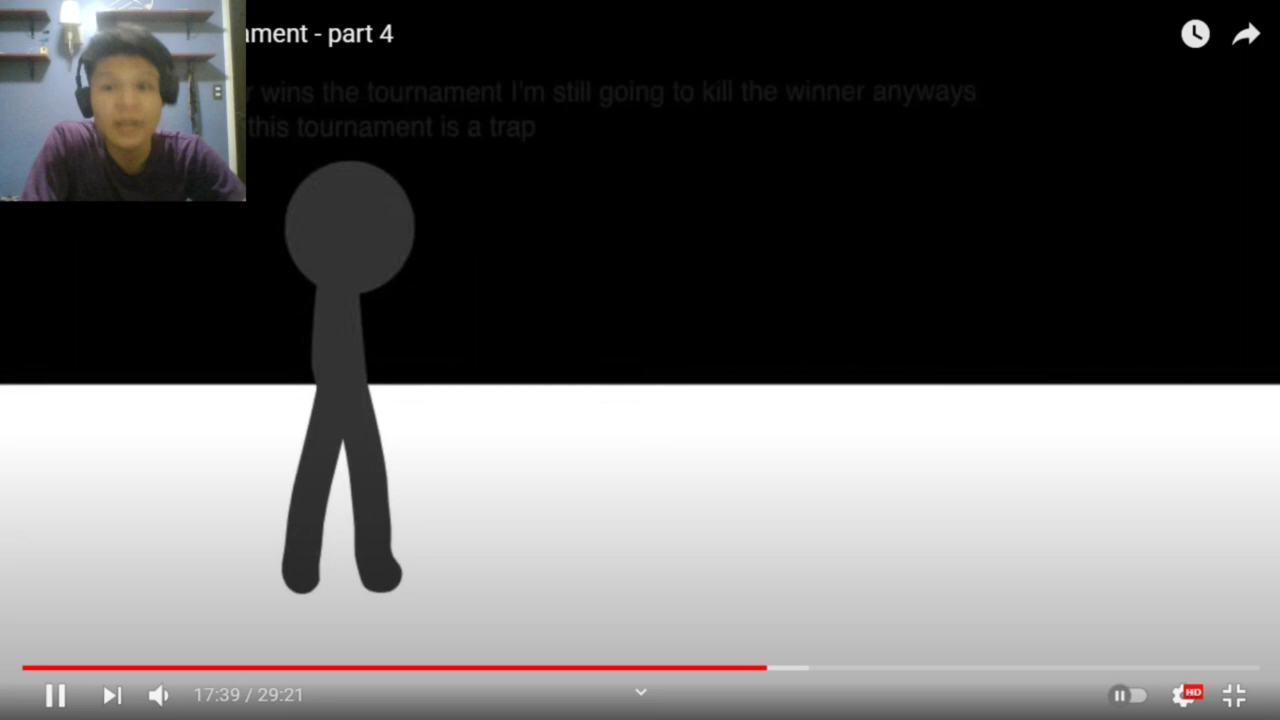 ament - part 4
r wins the tournament I'm still going to kill the winner anyways
this tournament is a trap
17:39 / 29:21
HD